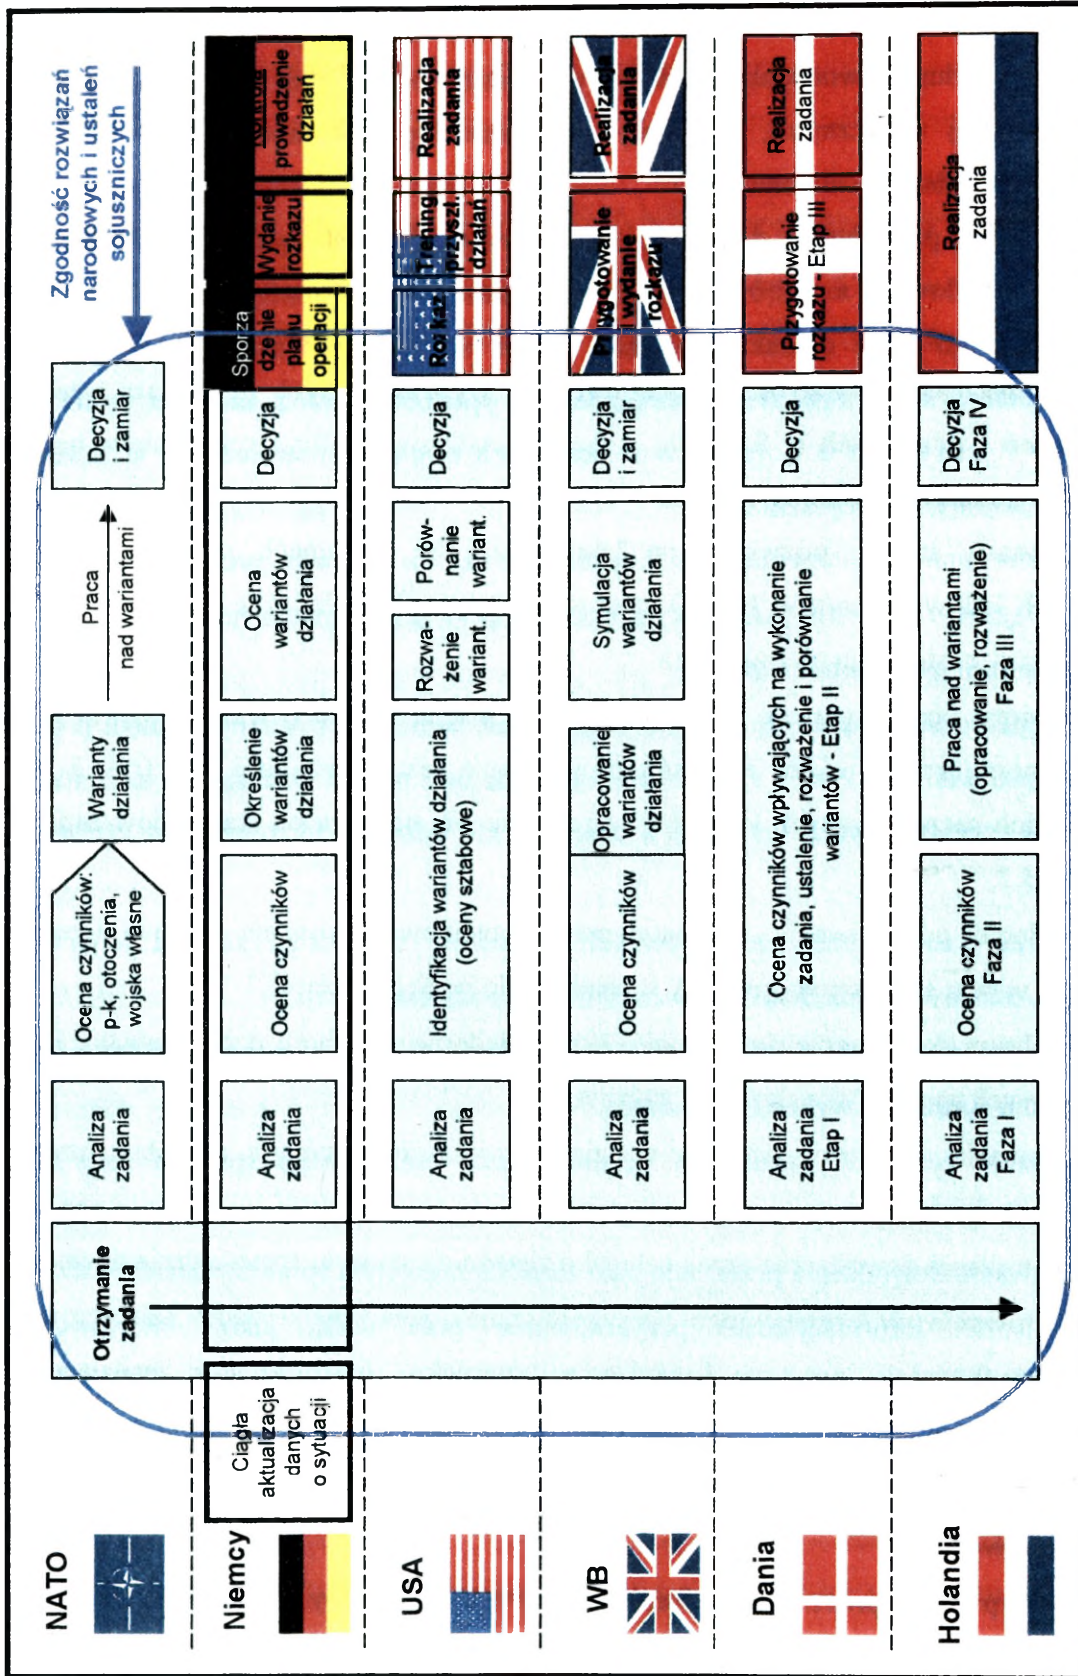 Zgodność rozwiązań
narodowych i ustaleń
sojuszniczych
NATO
Otrzymanie
zadania
Analiza
zadania
Ocena czynników:
p-k, otoczenia,
wojska własne
Warianty
działania
Praca
nad wariantami
Decyzja
i zamiar
Niemcy
Ciągła
aktualizacja
danych
o sytuacji
Analiza
zadania
Ocena czynników
Określenie
wariantów
działania
Ocena
wariantów
działania
Decyzja
Sporzą
dzenie
planu
operacji
Wydanie
rozkazu
prowadzenie
działań
USA
Analiza
zadania
Identyfikacja wariantów działania
(oceny sztabowe)
Rozwa-
żenie
wariant.
Porów-
nanie
wariant.
Decyzja
Rozkaz
Trening
przyszł.
działań
Realizacja
zadania
WB
Analiza
zadania
Ocena czynników
Opracowanie
wariantów
działania
Symulacja
wariantów
działania
Decyzja
i zamiar
Przygotowanie
i wydanie
rozkazu
Realizacja
zadania
Dania
Analiza
zadania
Etap I
Ocena czynników wpływających na wykonanie
zadania, ustalenie, rozważenie i porównanie
wariantów - Etap II
Decyzja
Przygotowanie
rozkazu - Etap III
Realizacja
zadania
Holandia
Analiza
zadania
Faza I
Ocena czynników
Faza II
Praca nad wariantami
(opracowanie i rozważenie)
Faza III
Decyzja
Faza IV
Realizacja
zadania